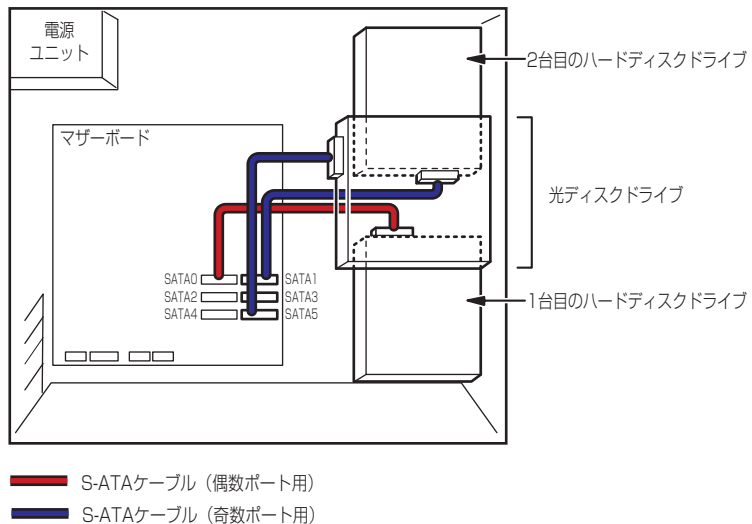 電源
ユニット
2台目のハードディスクドライブ
マザーボード
光ディスクドライブ
SATA0 SATA1
SATA2 SATA3
SATA4 SATA5
1台目のハードディスクドライブ
S-ATAケーブル（偶数ポート用）
S-ATAケーブル（奇数ポート用）